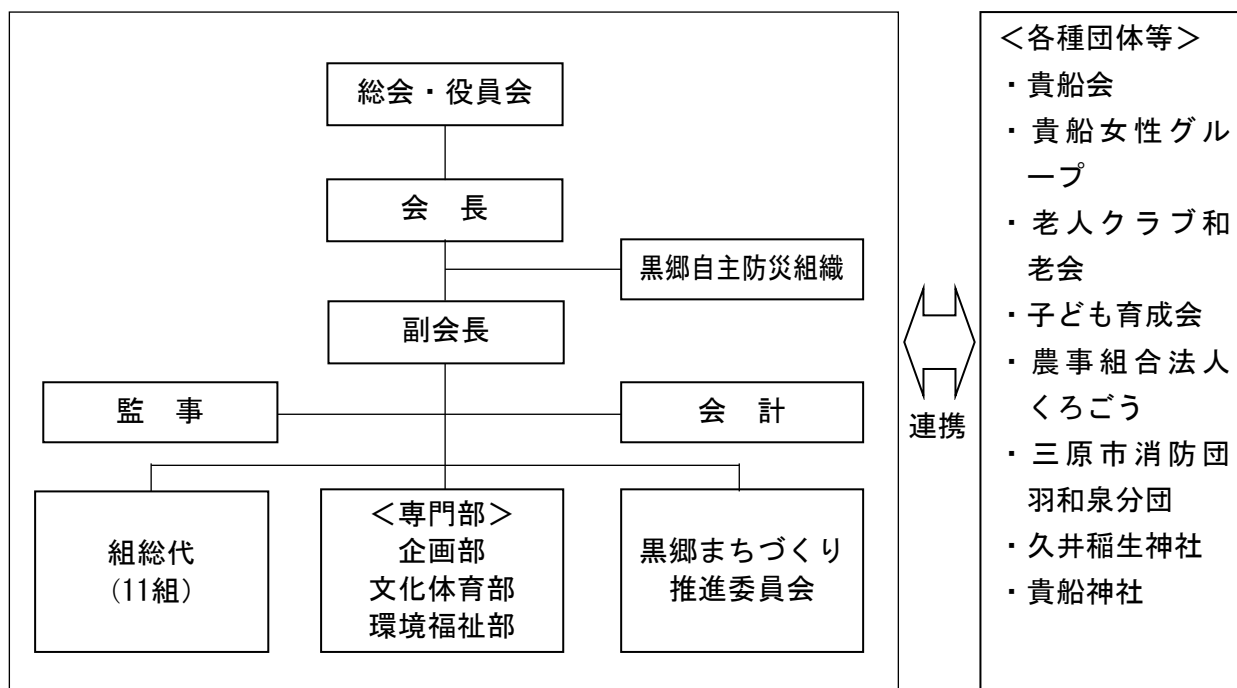 総会・役員会
会　長
黒郷自主防災組織
副会長
監　事
会　計
組総代
(11組)
＜専門部＞
企画部
文化体育部
環境福祉部
黒郷まちづくり
推進委員会
連携
＜各種団体等＞
・貴船会
・貴船女性グル
ープ
・老人クラブ和
老会
・子ども育成会
・農事組合法人
くろごう
・三原市消防団
羽和泉分団
・久井稲生神社
・貴船神社